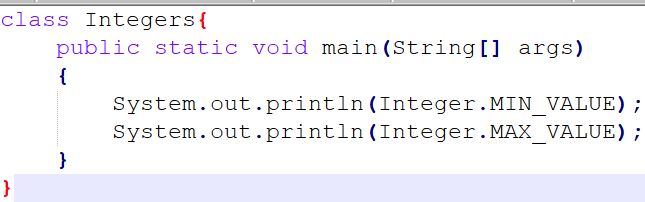 class Integers{
    public static void main(String[] args)
    {
        System.out.println(Integer.MIN_VALUE);
        System.out.println(Integer.MAX_VALUE);
    }
}